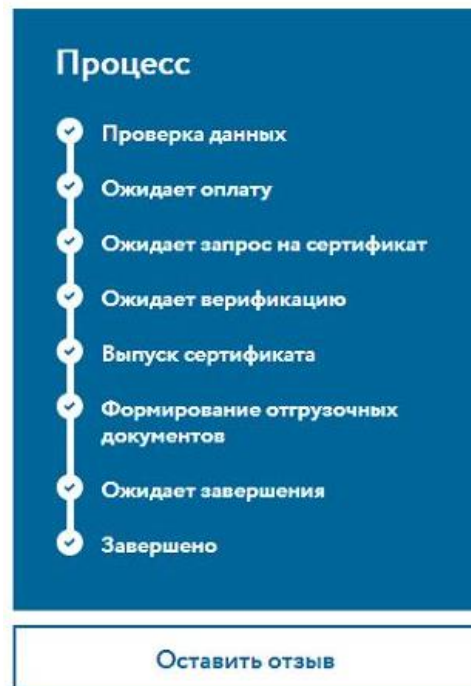 Процесс
Проверка данных
Ожидает оплату
Ожидает запрос на сертификат
Ожидает верификацию
Выпуск сертификата
Формирование отгрузочных
документов
Ожидает завершения
Завершено
Оставить отзыв